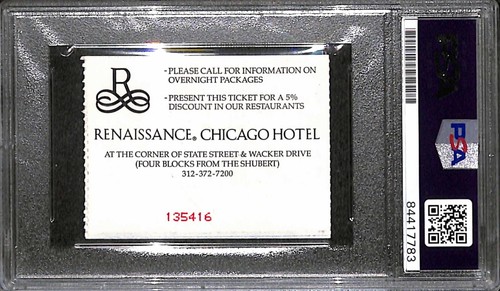 R
- PLEASE CALL FOR INFORMATION ON
OVERNIGHT PACKAGES
- PRESENT THIS TICKET FOR A 5%
DISCOUNT IN OUR RESTAURANTS
RENAISSANCE® CHICAGO HOTEL
AT THE CORNER OF STATE STREET & WACKER DRIVE
(FOUR BLOCKS FROM THE SHUBERT)
312-372-7200
135416
PSA
84417783